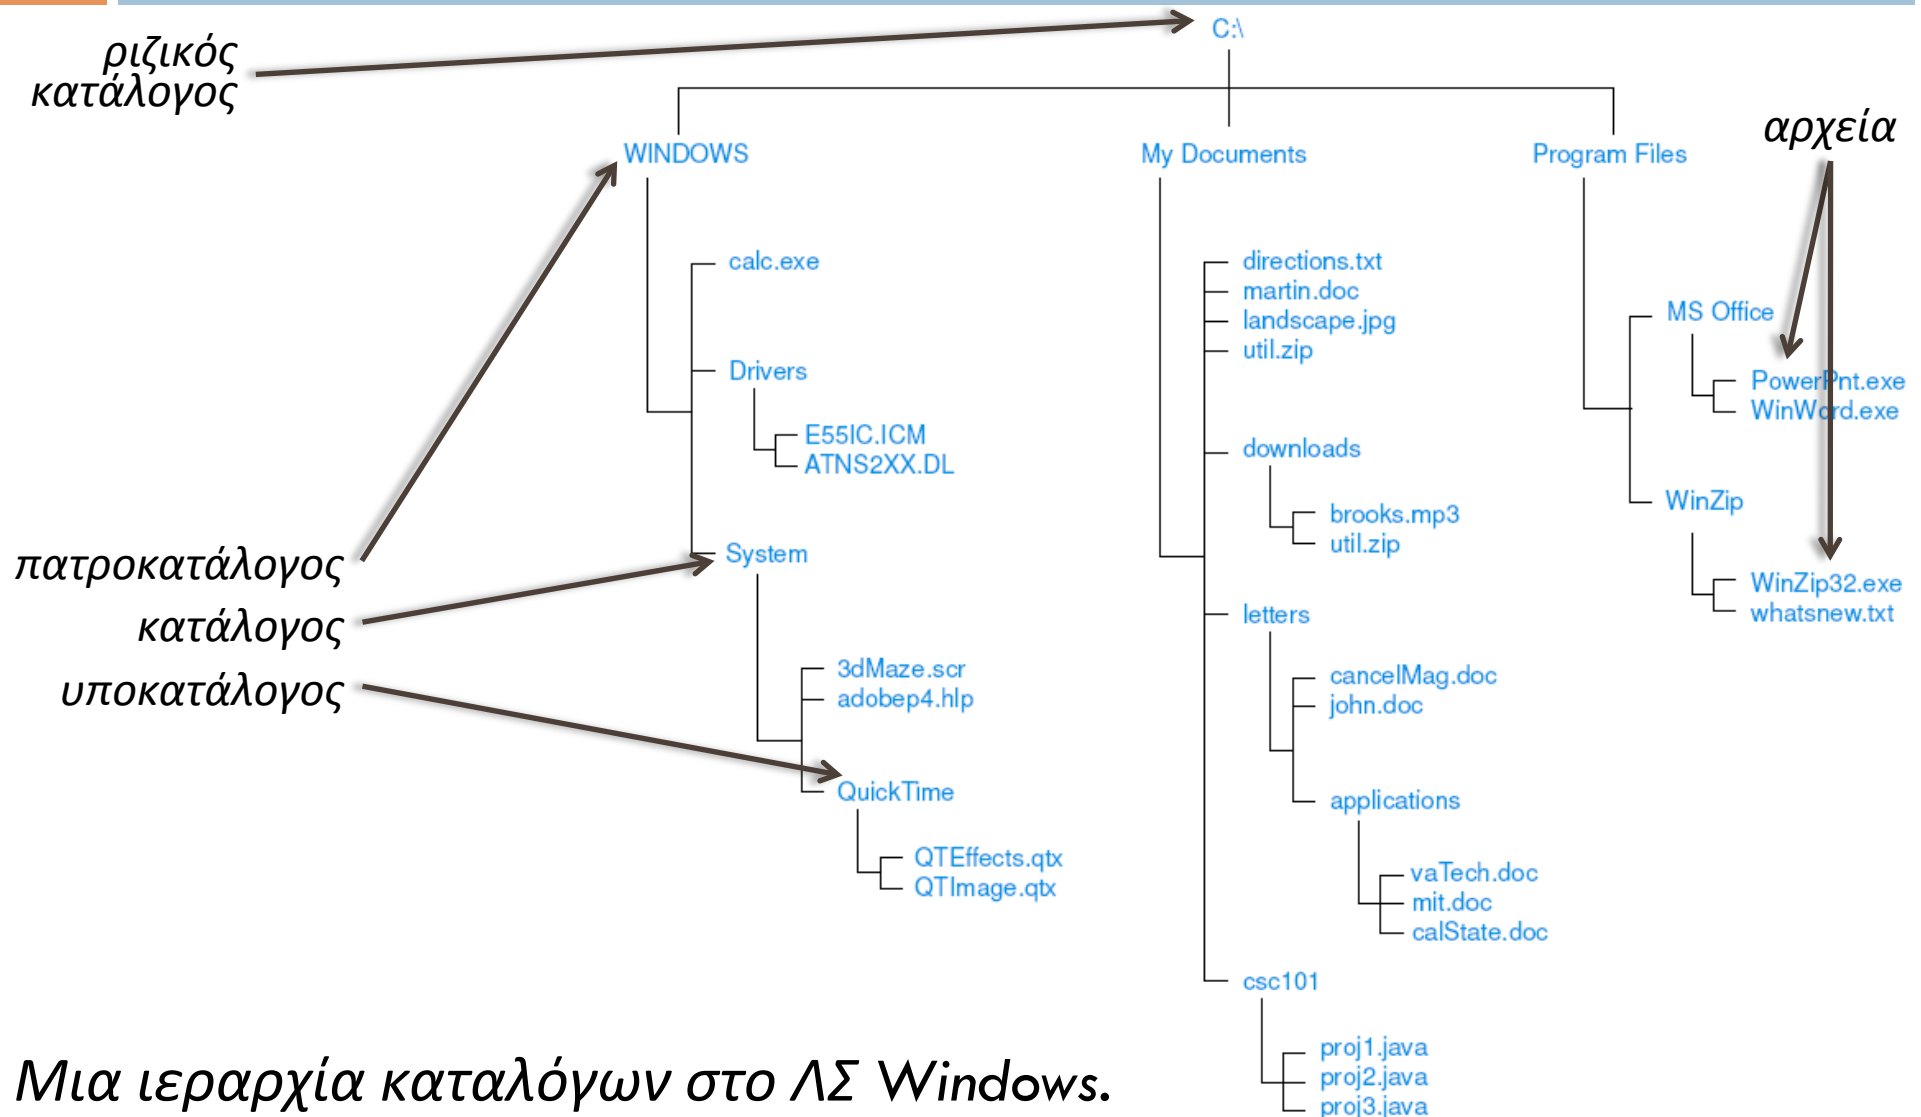 C:\
ριζικός
κατάλογος
αρχεία
WINDOWS
My Documents
Program Files
calc.exe
Drivers
E55IC.ICM
ATNS2XX.DL
System
3dMaze.scr
adobep4.hlp
QuickTime
QTEffects.qtx
QTImage.qtx
directions.txt
martin.doc
landscape.jpg
util.zip
downloads
brooks.mp3
util.zip
letters
cancelMag.doc
john.doc
applications
vaTech.doc
mit.doc
calState.doc
csc101
proj1.java
proj2.java
proj3.java
MS Office
PowerPnt.exe
WinWord.exe
WinZip
WinZip32.exe
whatsnew.txt
πατροκατάλογος
κατάλογος
υποκατάλογος
Μια ιεραρχία καταλόγων στο ΛΣ Windows.